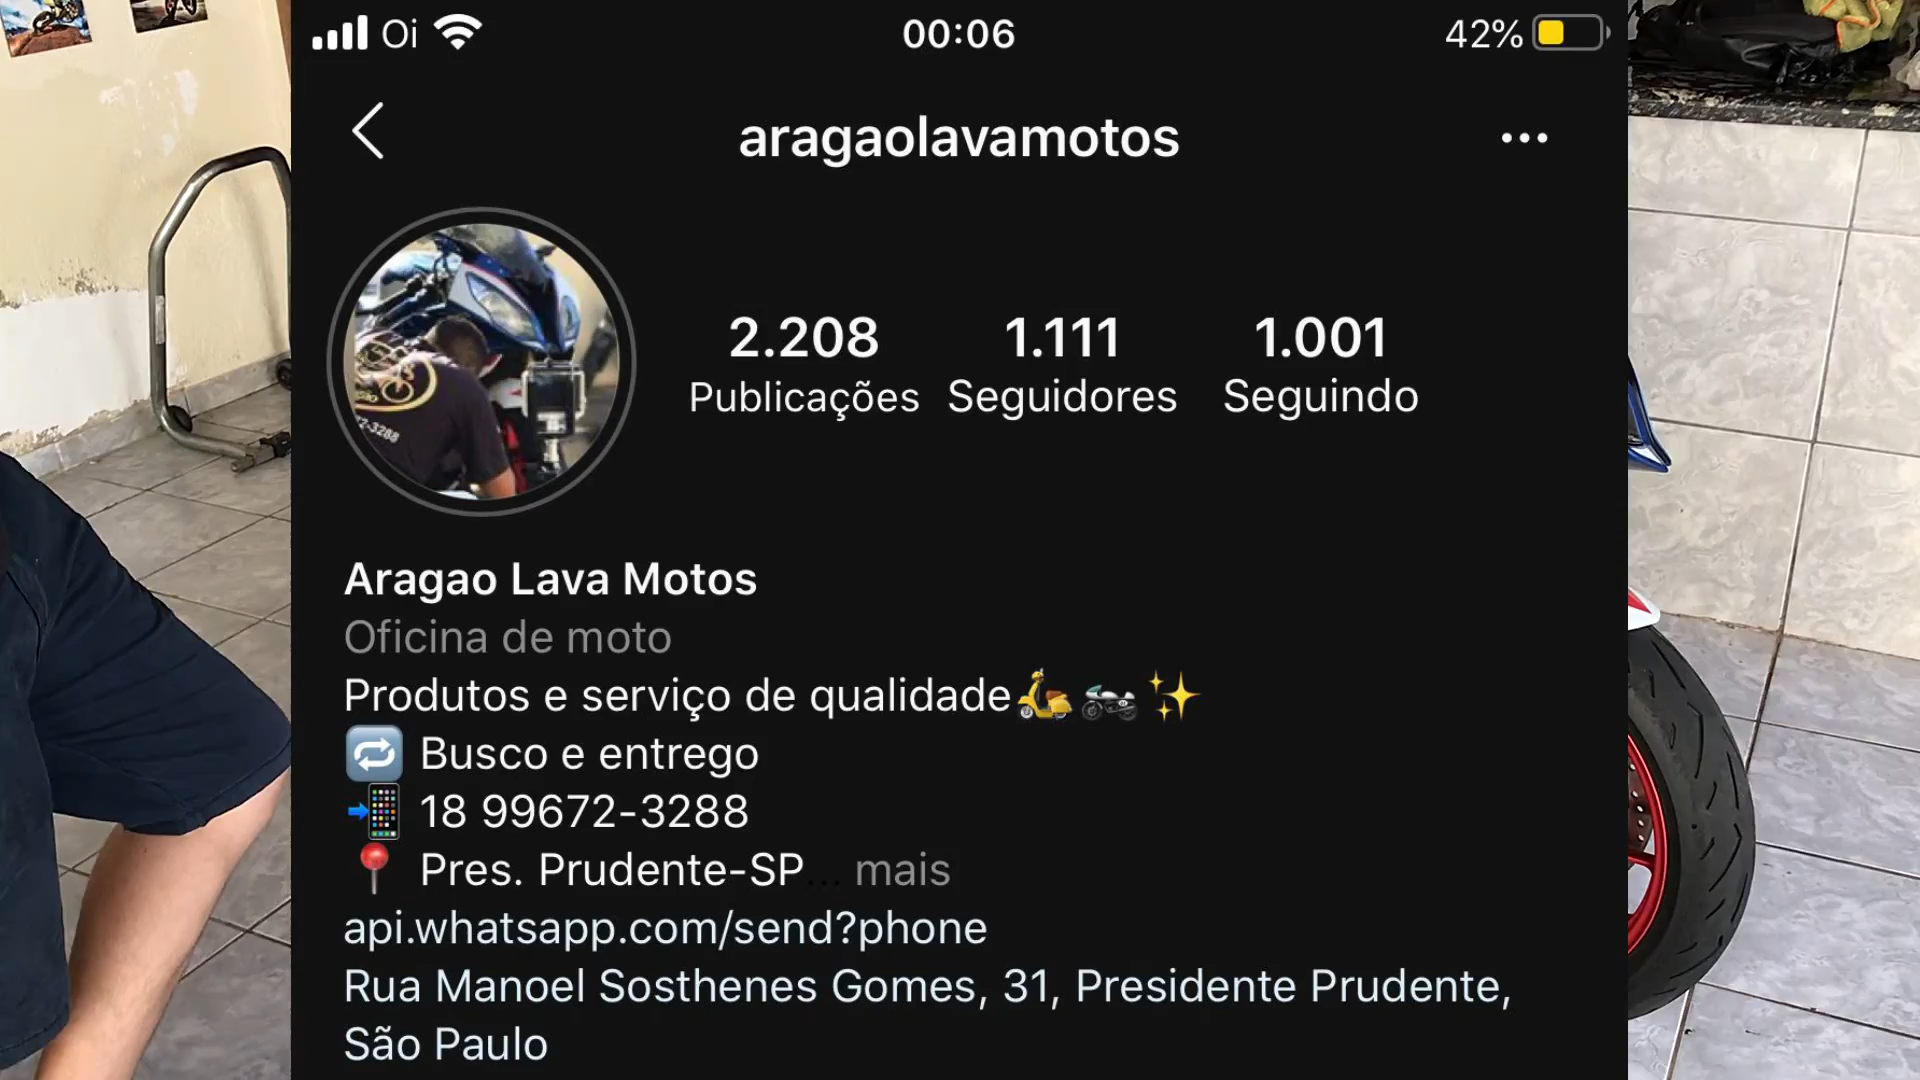 Oi 00:06 42%
aragaolavamotos
2.208 1.111 1.001
Publicações Seguidores Seguindo
Aragao Lava Motos
Oficina de moto
Produtos e serviço de qualidade🛵🏍✨
🔁 Busco e entrego
📲 18 99672-3288
📍 Pres. Prudente-SP... mais
api.whatsapp.com/send?phone
Rua Manoel Sosthenes Gomes, 31, Presidente Prudente,
São Paulo